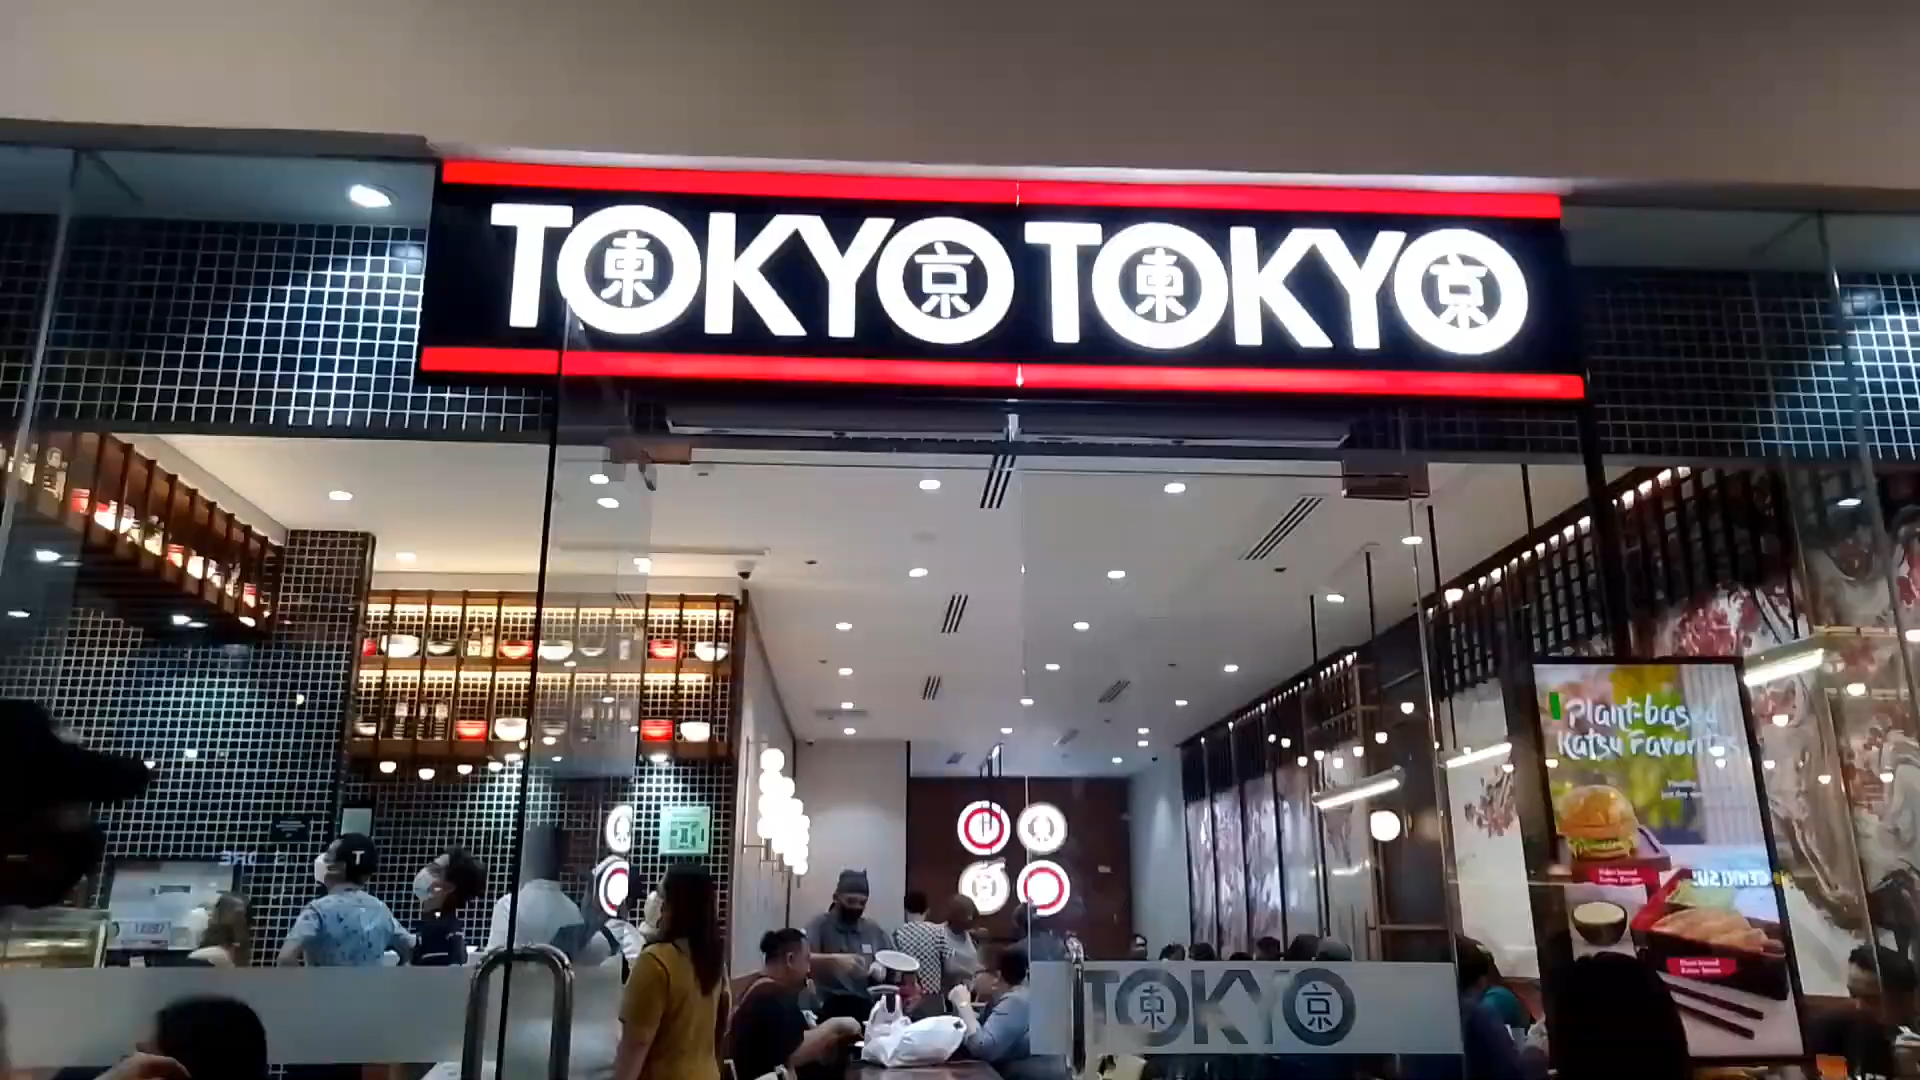 TOKYO TOKYO
東 京 東 京
Plant-based
Katsu Favorites
TOKYO
東 京